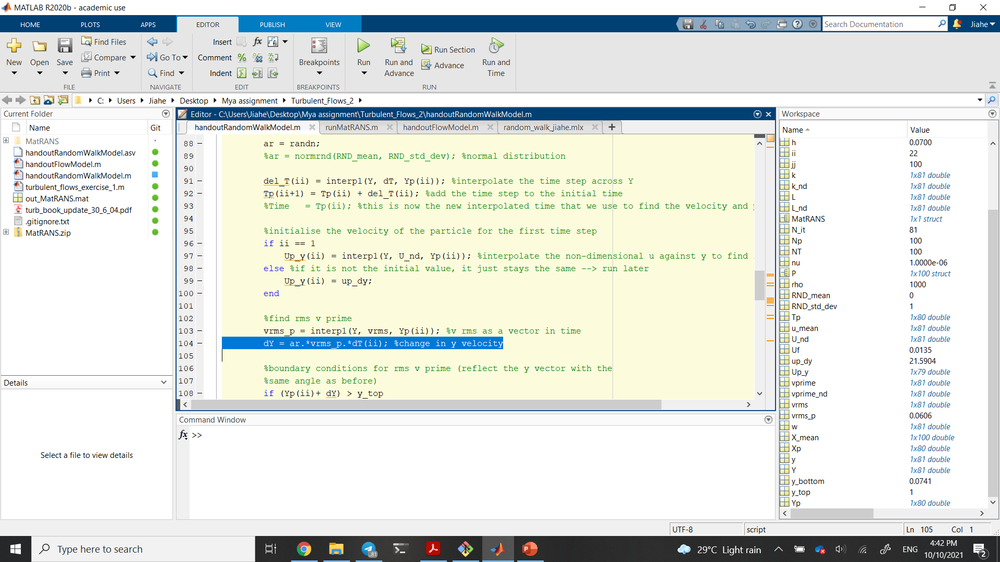 MATLAB R2020b - academic use
HOME PLOTS APPS EDITOR PUBLISH VIEW
Search Documentation
Jiahe
New
Open
Save
Find Files
Compare
Print
FILE
Go To
Find
NAVIGATE
Insert
Comment
Indent
EDIT
Breakpoints
BREAKPOINTS
Run
Run and Advance
Run Section
Advance
Run and Time
RUN
C: Users Jiahe Desktop Mya assignment Turbulent_Flows_2
Current Folder
Name Git
MatRANS
handoutRandomWalkModel.asv
handoutFlowModel.m
handoutRandomWalkModel.m
turbulent_flows_exercise_1.m
out_MatRANS.mat
turb_book_update_30_6_04.pdf
.gitignore.txt
MatRANS.zip
Details
Select a file to view details
Editor - C:\Users\Jiahe\Desktop\Mya assignment\Turbulent_Flows_2\handoutRandomWalkModel.m
handoutRandomWalkModel.m runMatRANS.m handoutFlowModel.m random_walk_jiahe.mlx
88 ar = randn;
89 %ar = normrnd(RND_mean, RND_std_dev); %normal distribution
90
91 del_T(ii) = interp1(Y, dT, Yp(ii)); %interpolate the time step across Y
92 Tp(ii+1) = Tp(ii) + del_T(ii); %add the time step to the initial time
93 %Time = Tp(ii); %this is now the new interpolated time that we use to find the velocity and
94
95 %initialise the velocity of the particle for the first time step
96 if ii == 1
97 Up_y(ii) = interp1(Y, U_nd, Yp(ii)); %interpolate the non-dimensional u against y to find
98 else %if it is not the initial value, it just stays the same --> run later
99 Up_y(ii) = up_dy;
100 end
101
102 %find rms v prime
103 vrms_p = interp1(Y, vrms, Yp(ii)); %v rms as a vector in time
104 dY = ar.*vrms_p.*dT(ii); %change in y velocity
105
106 %boundary conditions for rms v prime (reflect the y vector with the
107 %same angle as before)
108 if (Yp(ii)+ dY) > y_top
Command Window
fx >>
Workspace
Name Value
h 0.0700
ii 22
jj 100
k 1x81 double
k_nd 1x81 double
L 1x81 double
L_nd 1x81 double
MatRANS 1x1 struct
N_it 81
Np 100
NT 100
nu 1.0000e-06
P 1x100 struct
rho 1000
RND_mean 0
RND_std_dev 1
Tp 1x80 double
u_mean 1x81 double
U_nd 1x81 double
Uf 0.0135
up_dy 21.5904
Up_y 1x79 double
vprime 1x81 double
vprime_nd 1x81 double
vrms 1x81 double
vrms_p 0.0606
w 1x81 double
X_mean 1x100 double
Xp 1x80 double
y 1x81 double
Y 1x81 double
y_bottom 0.0741
y_top 1
Yp 1x80 double
UTF-8 script Ln 105 Col 1
Type here to search
81
29°C Light rain
ENG
4:42 PM
10/10/2021
2